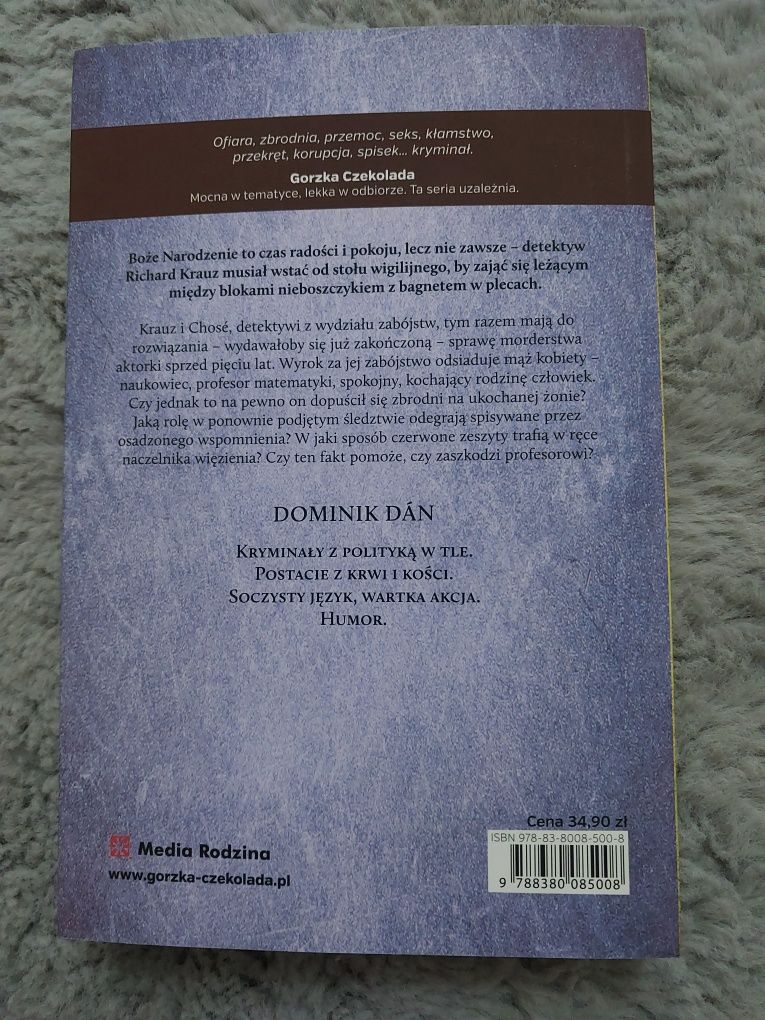 Ofiara, zbrodnia, przemoc, seks, kłamstwo,
przekręt, korupcja, spisek... kryminał.
Gorzka Czekolada
Mocna w tematyce, lekka w odbiorze. Ta seria uzależnia.
Boże Narodzenie to czas radości i pokoju, lecz nie zawsze – detektyw
Richard Krauz musiał wstać od stołu wigilijnego, by zająć się leżącym
między blokami nieboszczykiem z bagnetem w plecach.
Krauz i Chosé, detektywi z wydziału zabójstw, tym razem mają do
rozwiązania – wydawałoby się już zakończoną – sprawę morderstwa
aktorki sprzed pięciu lat. Wyrok za jej zabójstwo odsiaduje mąż kobiety –
naukowiec, profesor matematyki, spokojny, kochający rodzinę człowiek.
Czy jednak to na pewno on dopuścił się zbrodni na ukochanej żonie?
Jaką rolę w ponownie podjętym śledztwie odegrają spisywane przez
osadzonego wspomnienia? W jaki sposób czerwone zeszyty trafią w ręce
naczelnika więzienia? Czy ten fakt pomoże, czy zaszkodzi profesorowi?
DOMINIK DÁN
KRYMINAŁY Z POLITYKĄ W TLE.
POSTACIE Z KRWI I KOŚCI.
SOCZYSTY JĘZYK, WARTKA AKCJA.
HUMOR.
Cena 34,90 zł
ISBN 978-83-8008-500-8
9 788380 085008
Media Rodzina
www.gorzka-czekolada.pl